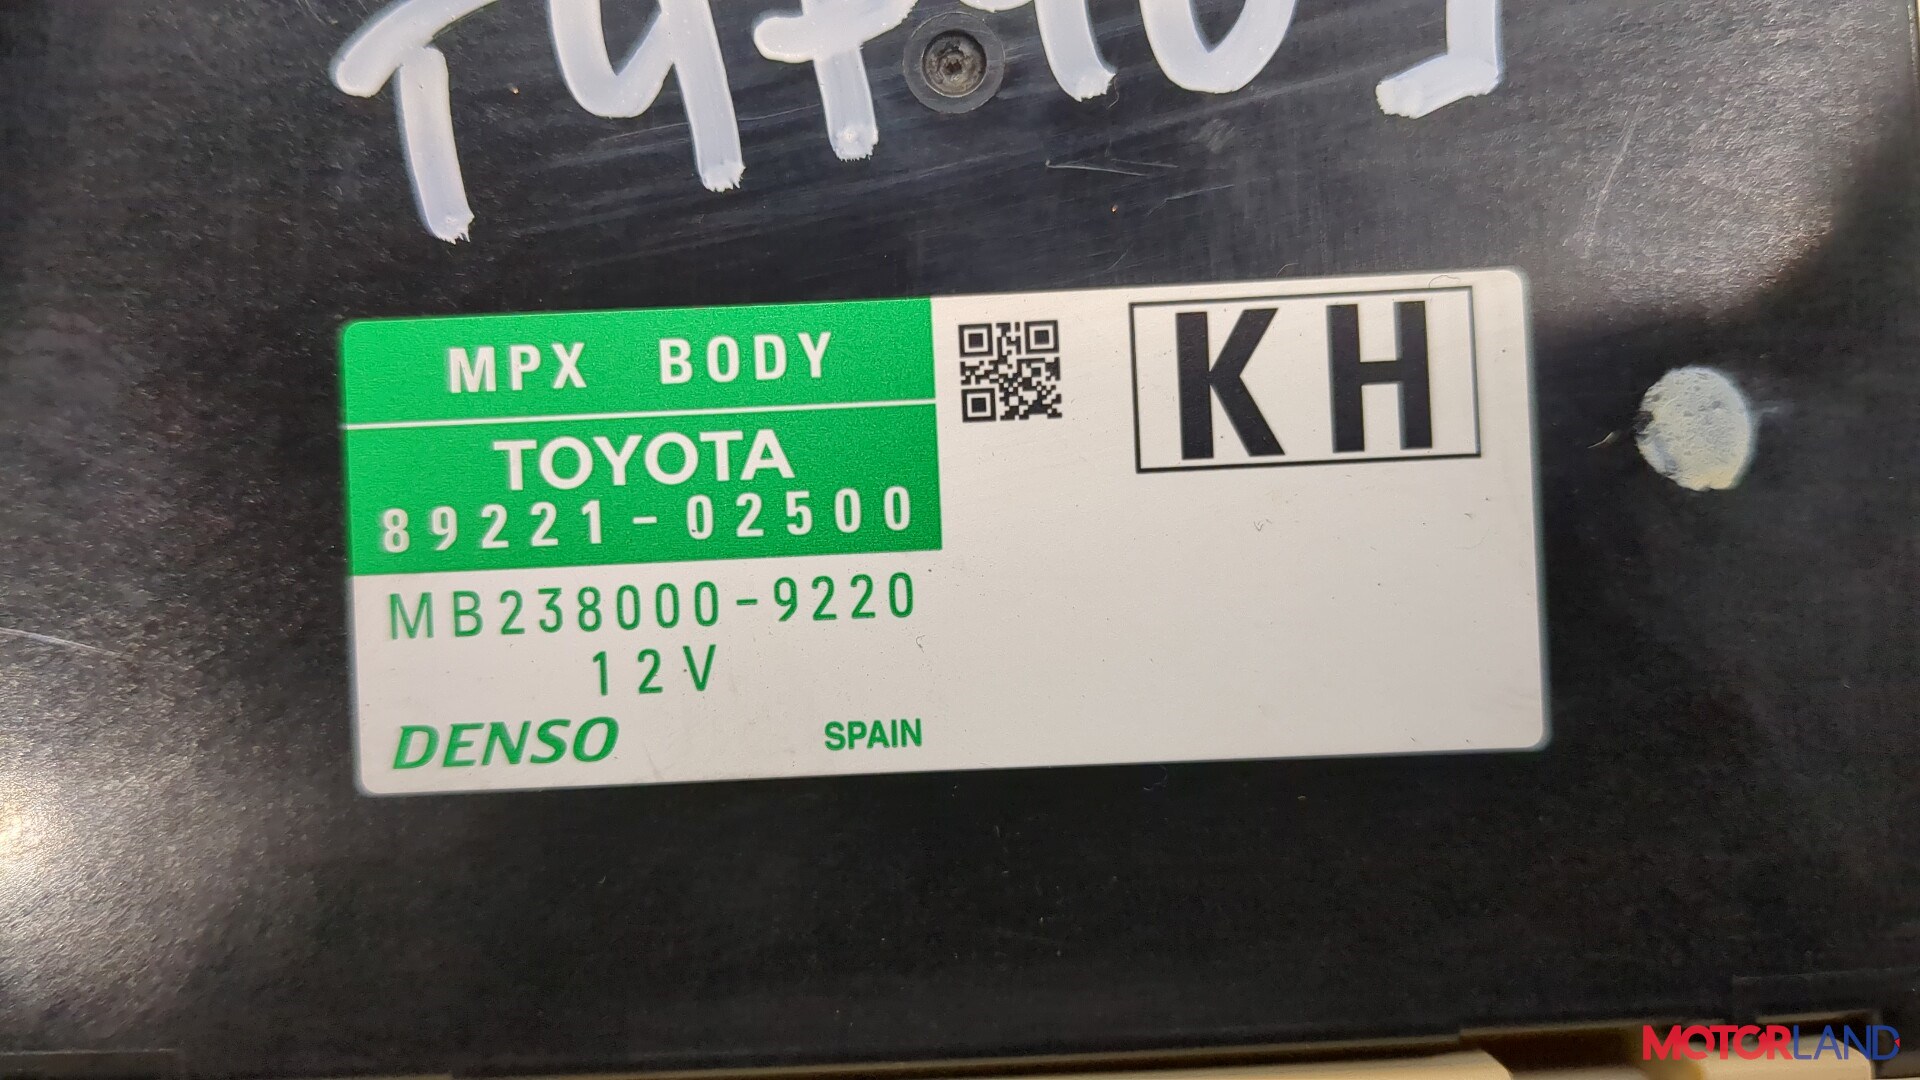 MPX BODY
KH
TOYOTA
89221-02500
MB238000-9220
12V
DENSO SPAIN
MOTORLAND